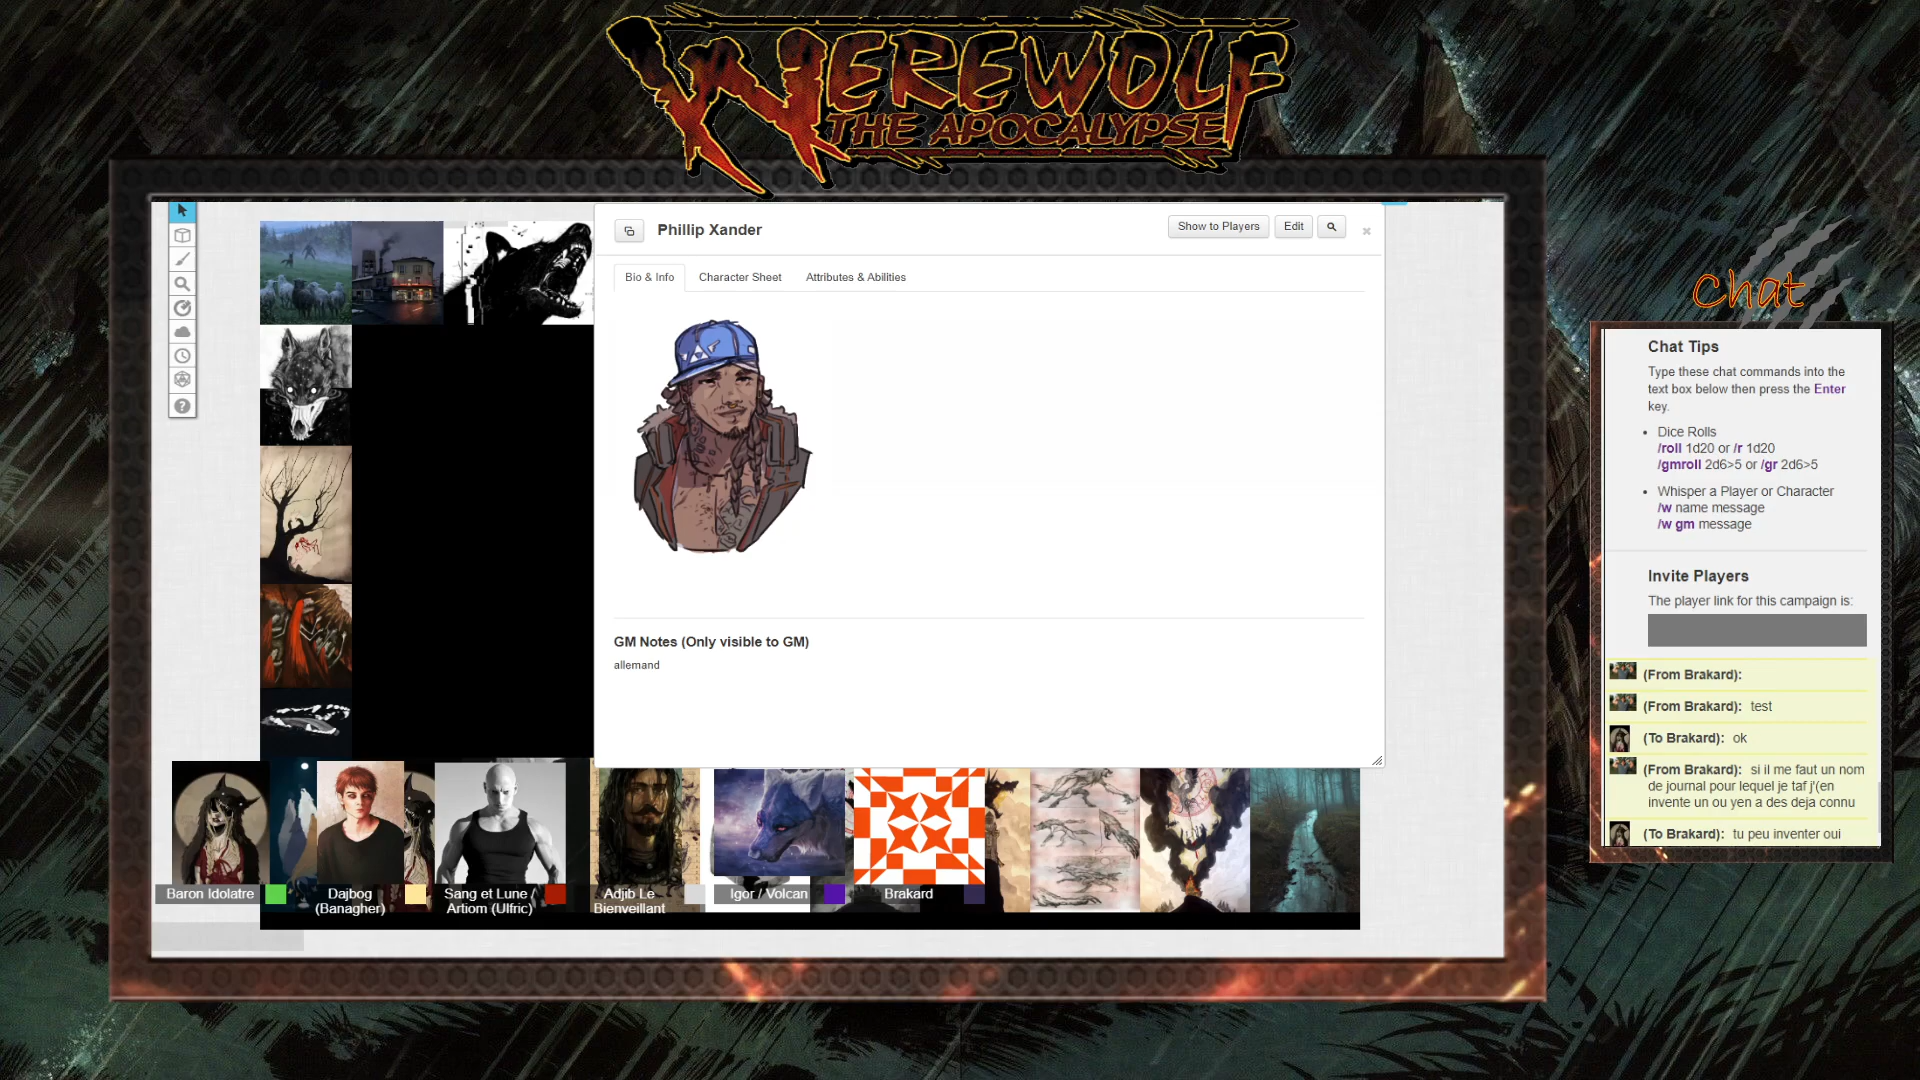 WEREWOLF
THE APOCALYPSE
Phillip Xander
Show to Players
Edit
Bio & Info
Character Sheet
Attributes & Abilities
GM Notes (Only visible to GM)
allemand
Baron Idolatre
Dajbog
(Banagher)
Sang et Lune /
Artiom (Ulfric)
Adjib Le
Bienveillant
Igor / Volcan
Brakard
Chat
Chat Tips
Type these chat commands into the
text box below then press the Enter
key.
Dice Rolls
/roll 1d20 or /r 1d20
/gmroll 2d6>5 or /gr 2d6>5
Whisper a Player or Character
/w name message
/w gm message
Invite Players
The player link for this campaign is:
(From Brakard):
(From Brakard): test
(To Brakard): ok
(From Brakard): si il me faut un nom
de journal pour lequel je taf j'(en
invente un ou yen a des deja connu
(To Brakard): tu peu inventer oui